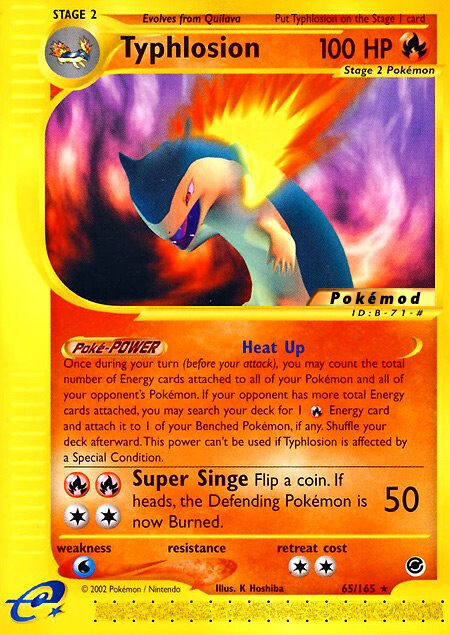 STAGE 2 Evolves from Quilava Put Typhlosion on the Stage 1 card
Typhlosion 100 HP
Stage 2 Pokémon
Pokémod
ID:B-71-#
Poké-POWER Heat Up
Once during your turn (before your attack), you may count the total
number of Energy cards attached to all of your Pokémon and all of
your opponent's Pokémon. If your opponent has more total Energy
cards attached, you may search your deck for 1 Energy card
and attach it to 1 of your Benched Pokémon, if any. Shuffle your
deck afterward. This power can't be used if Typhlosion is affected by
a Special Condition.
Super Singe Flip a coin. If
heads, the Defending Pokémon is 50
now Burned.
weakness resistance retreat cost
©2002 Pokémon / Nintendo Illus. K Hoshiba 65/165 ★
e